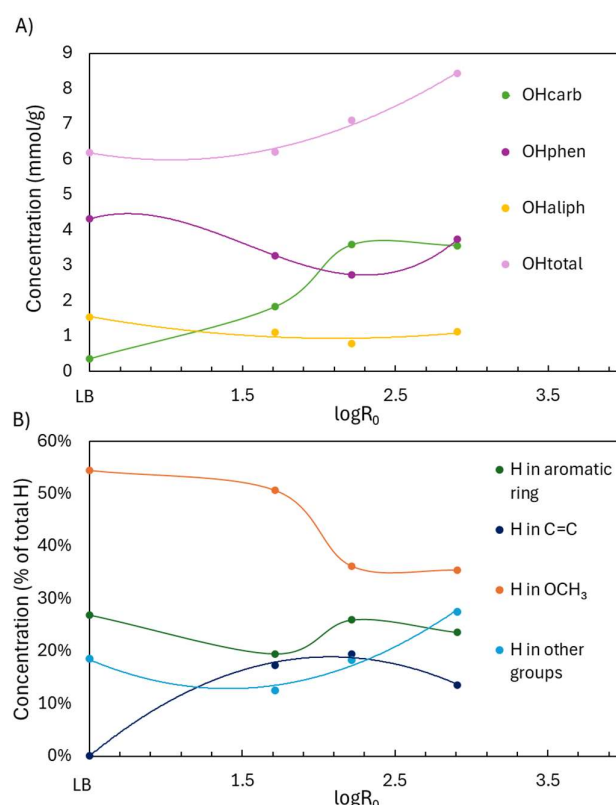 A)
9
8
7
6
5
4
3
2
1
0
Concentration (mmol/g)
LB
1.5
2.5
3.5
logR₀
OHcarb
OHphen
OHaliph
OHtotal
B)
60%
50%
40%
30%
20%
10%
0%
Concentration (% of total H)
LB
1.5
2.5
3.5
logR₀
H in aromatic
ring
H in C=C
H in OCH₃
H in other
groups